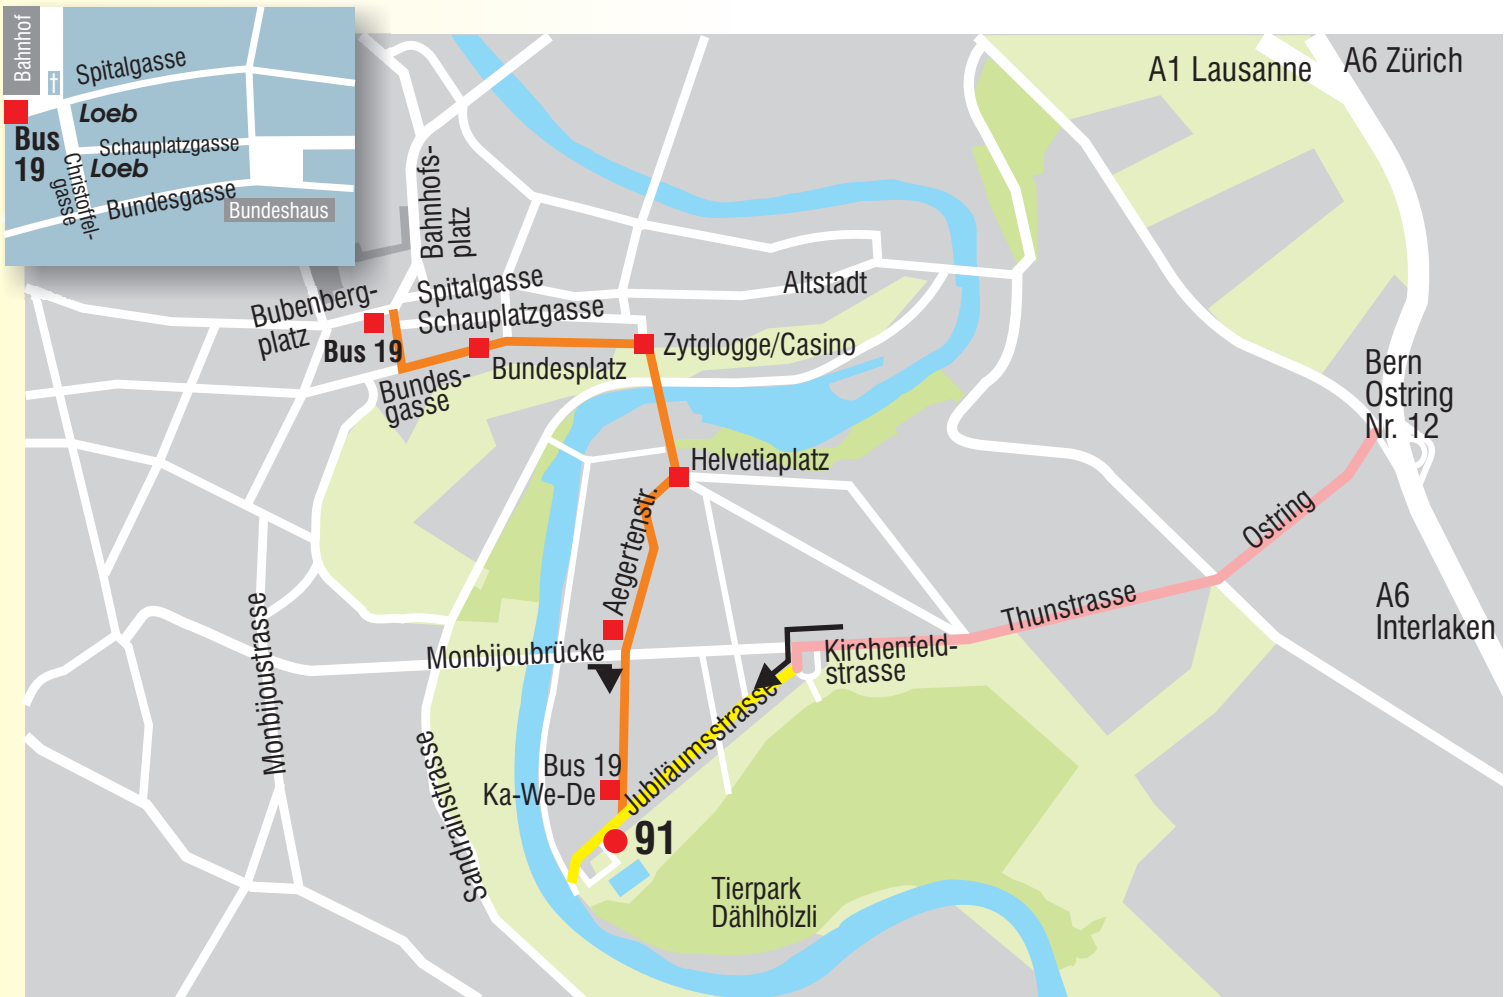 Bahnhof
Spitalgasse
Loeb
Bus
19
Schauplatzgasse
Loeb
Christoffel-
gasse
Bundesgasse
Bundeshaus
A1 Lausanne
A6 Zürich
Bahnhofs-
platz
Spitalgasse
Schauplatzgasse
Altstadt
Bubenberg-
platz
Bus 19
Zytglogge/Casino
Bundesplatz
Bundes-
gasse
Bern
Ostring
Nr. 12
Helvetiaplatz
Aegertenstr.
Ostring
Thunstrasse
A6
Interlaken
Monbijoustrasse
Monbijoubrücke
Kirchenfeld-
strasse
Jubiläumsstrasse
Sandrainstrasse
Bus 19
Ka-We-De
91
Tierpark
Dählhölzli